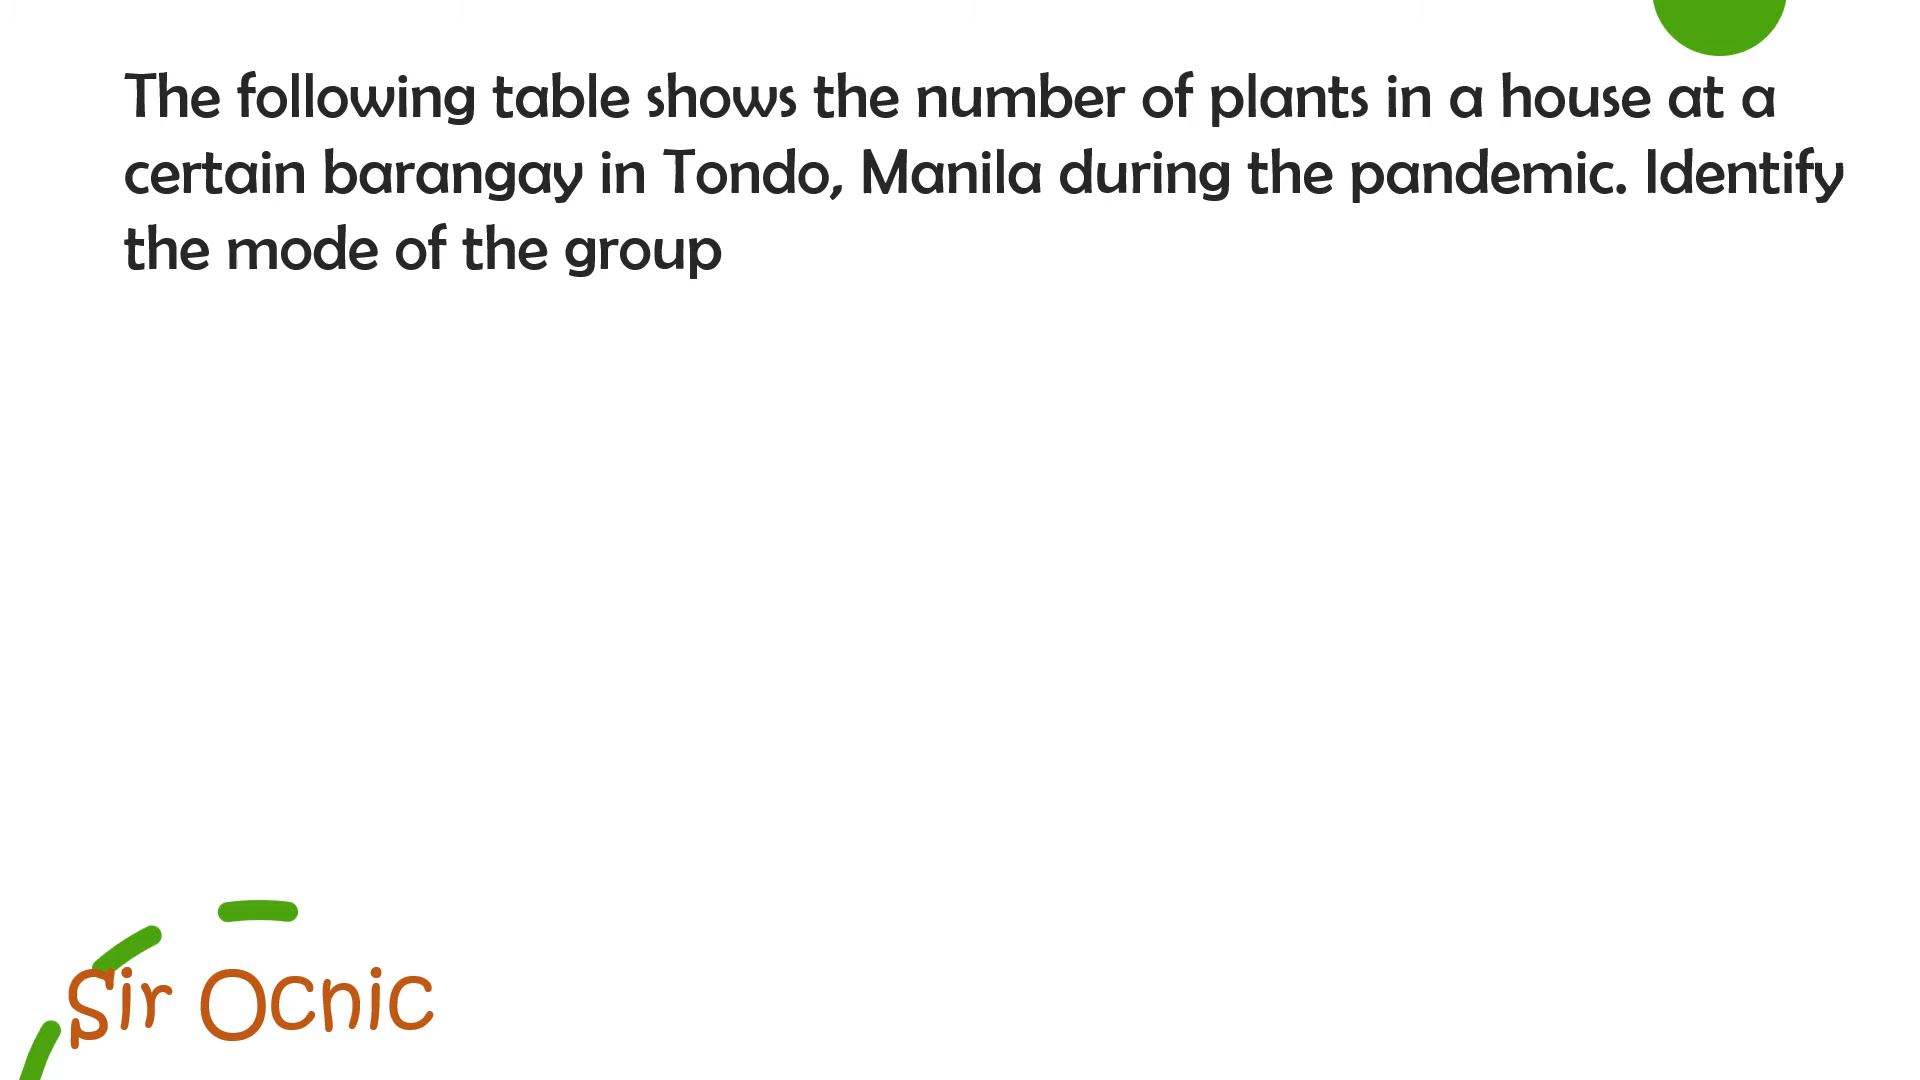 The following table shows the number of plants in a house at a
certain barangay in Tondo, Manila during the pandemic. Identify
the mode of the group
Sir Ocnic